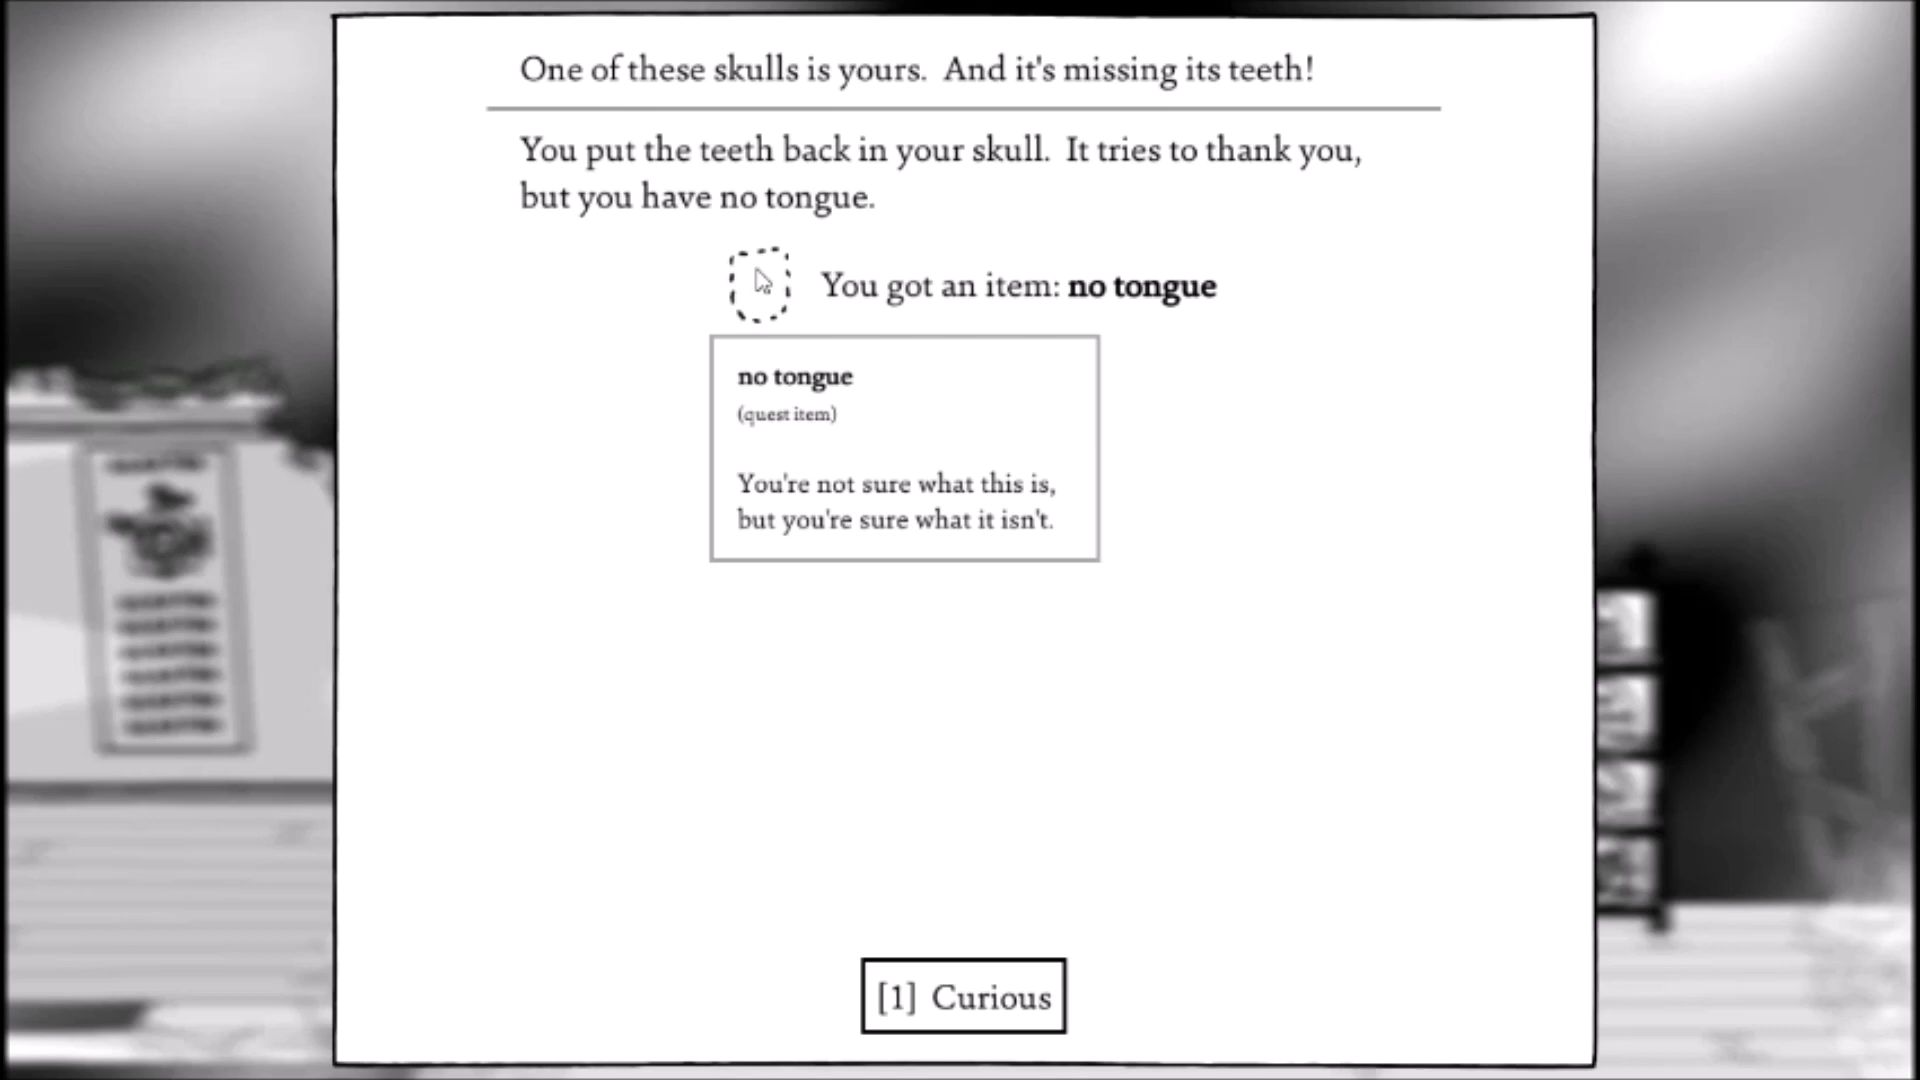 One of these skulls is yours.  And it's missing its teeth!
You put the teeth back in your skull.  It tries to thank you,
but you have no tongue.
You got an item: no tongue
no tongue
(quest item)
You're not sure what this is,
but you're sure what it isn't.
[1] Curious